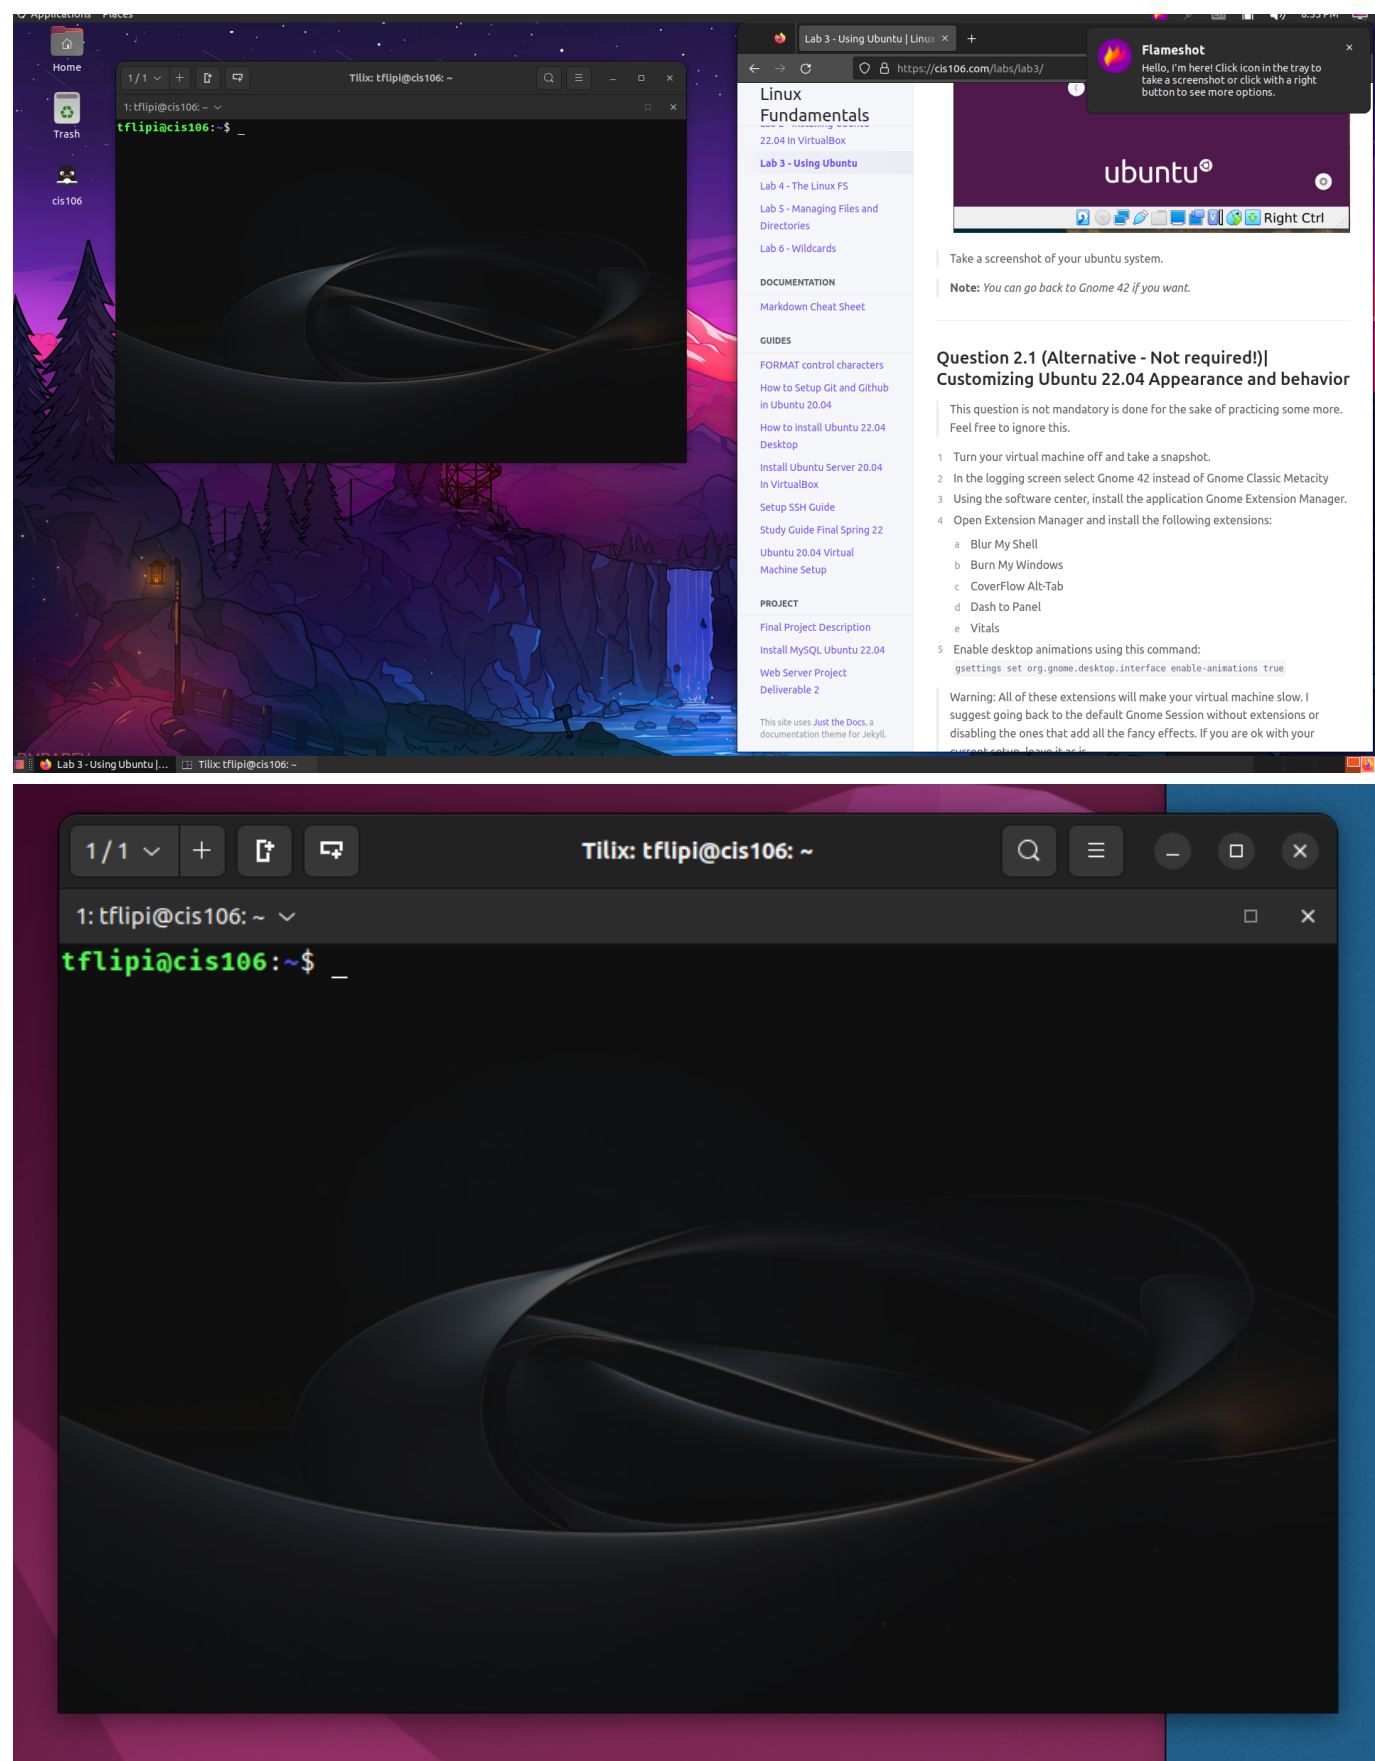 Applications Places
8:55 PM
Home
Trash
cis106
1 / 1
Tilix: tflipi@cis106: ~
1: tflipi@cis106: ~
tflipi@cis106:~$ _
Lab 3 - Using Ubuntu | Linux
https://cis106.com/labs/lab3/
Flameshot
Hello, I'm here! Click icon in the tray to
take a screenshot or click with a right
button to see more options.
Linux
Fundamentals
Lab 2 - Installing Ubuntu
22.04 In VirtualBox
Lab 3 - Using Ubuntu
Lab 4 - The Linux FS
Lab 5 - Managing Files and
Directories
Lab 6 - Wildcards
DOCUMENTATION
Markdown Cheat Sheet
GUIDES
FORMAT control characters
How to Setup Git and Github
in Ubuntu 20.04
How to install Ubuntu 22.04
Desktop
Install Ubuntu Server 20.04
In VirtualBox
Setup SSH Guide
Study Guide Final Spring 22
Ubuntu 20.04 Virtual
Machine Setup
PROJECT
Final Project Description
Install MySQL Ubuntu 22.04
Web Server Project
Deliverable 2
This site uses Just the Docs, a
documentation theme for Jekyll.
ubuntu
Right Ctrl
Take a screenshot of your ubuntu system.
Note: You can go back to Gnome 42 if you want.
Question 2.1 (Alternative - Not required!)|
Customizing Ubuntu 22.04 Appearance and behavior
This question is not mandatory is done for the sake of practicing some more.
Feel free to ignore this.
1 Turn your virtual machine off and take a snapshot.
2 In the logging screen select Gnome 42 instead of Gnome Classic Metacity
3 Using the software center, install the application Gnome Extension Manager.
4 Open Extension Manager and install the following extensions:
a Blur My Shell
b Burn My Windows
c CoverFlow Alt-Tab
d Dash to Panel
e Vitals
5 Enable desktop animations using this command:
gsettings set org.gnome.desktop.interface enable-animations true
Warning: All of these extensions will make your virtual machine slow. I
suggest going back to the default Gnome Session without extensions or
disabling the ones that add all the fancy effects. If you are ok with your
current setup, leave it as is.
Lab 3 - Using Ubuntu |...
Tilix: tflipi@cis106: ~
1 / 1
Tilix: tflipi@cis106: ~
1: tflipi@cis106: ~
tflipi@cis106:~$ _